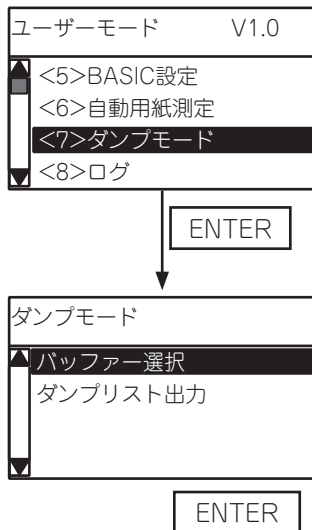 ユーザーモード V1.0
<5>BASIC設定
<6>自動用紙測定
<7>ダンプモード
<8>ログ
ENTER
ダンプモード
バッファー選択
ダンプリスト出力
ENTER